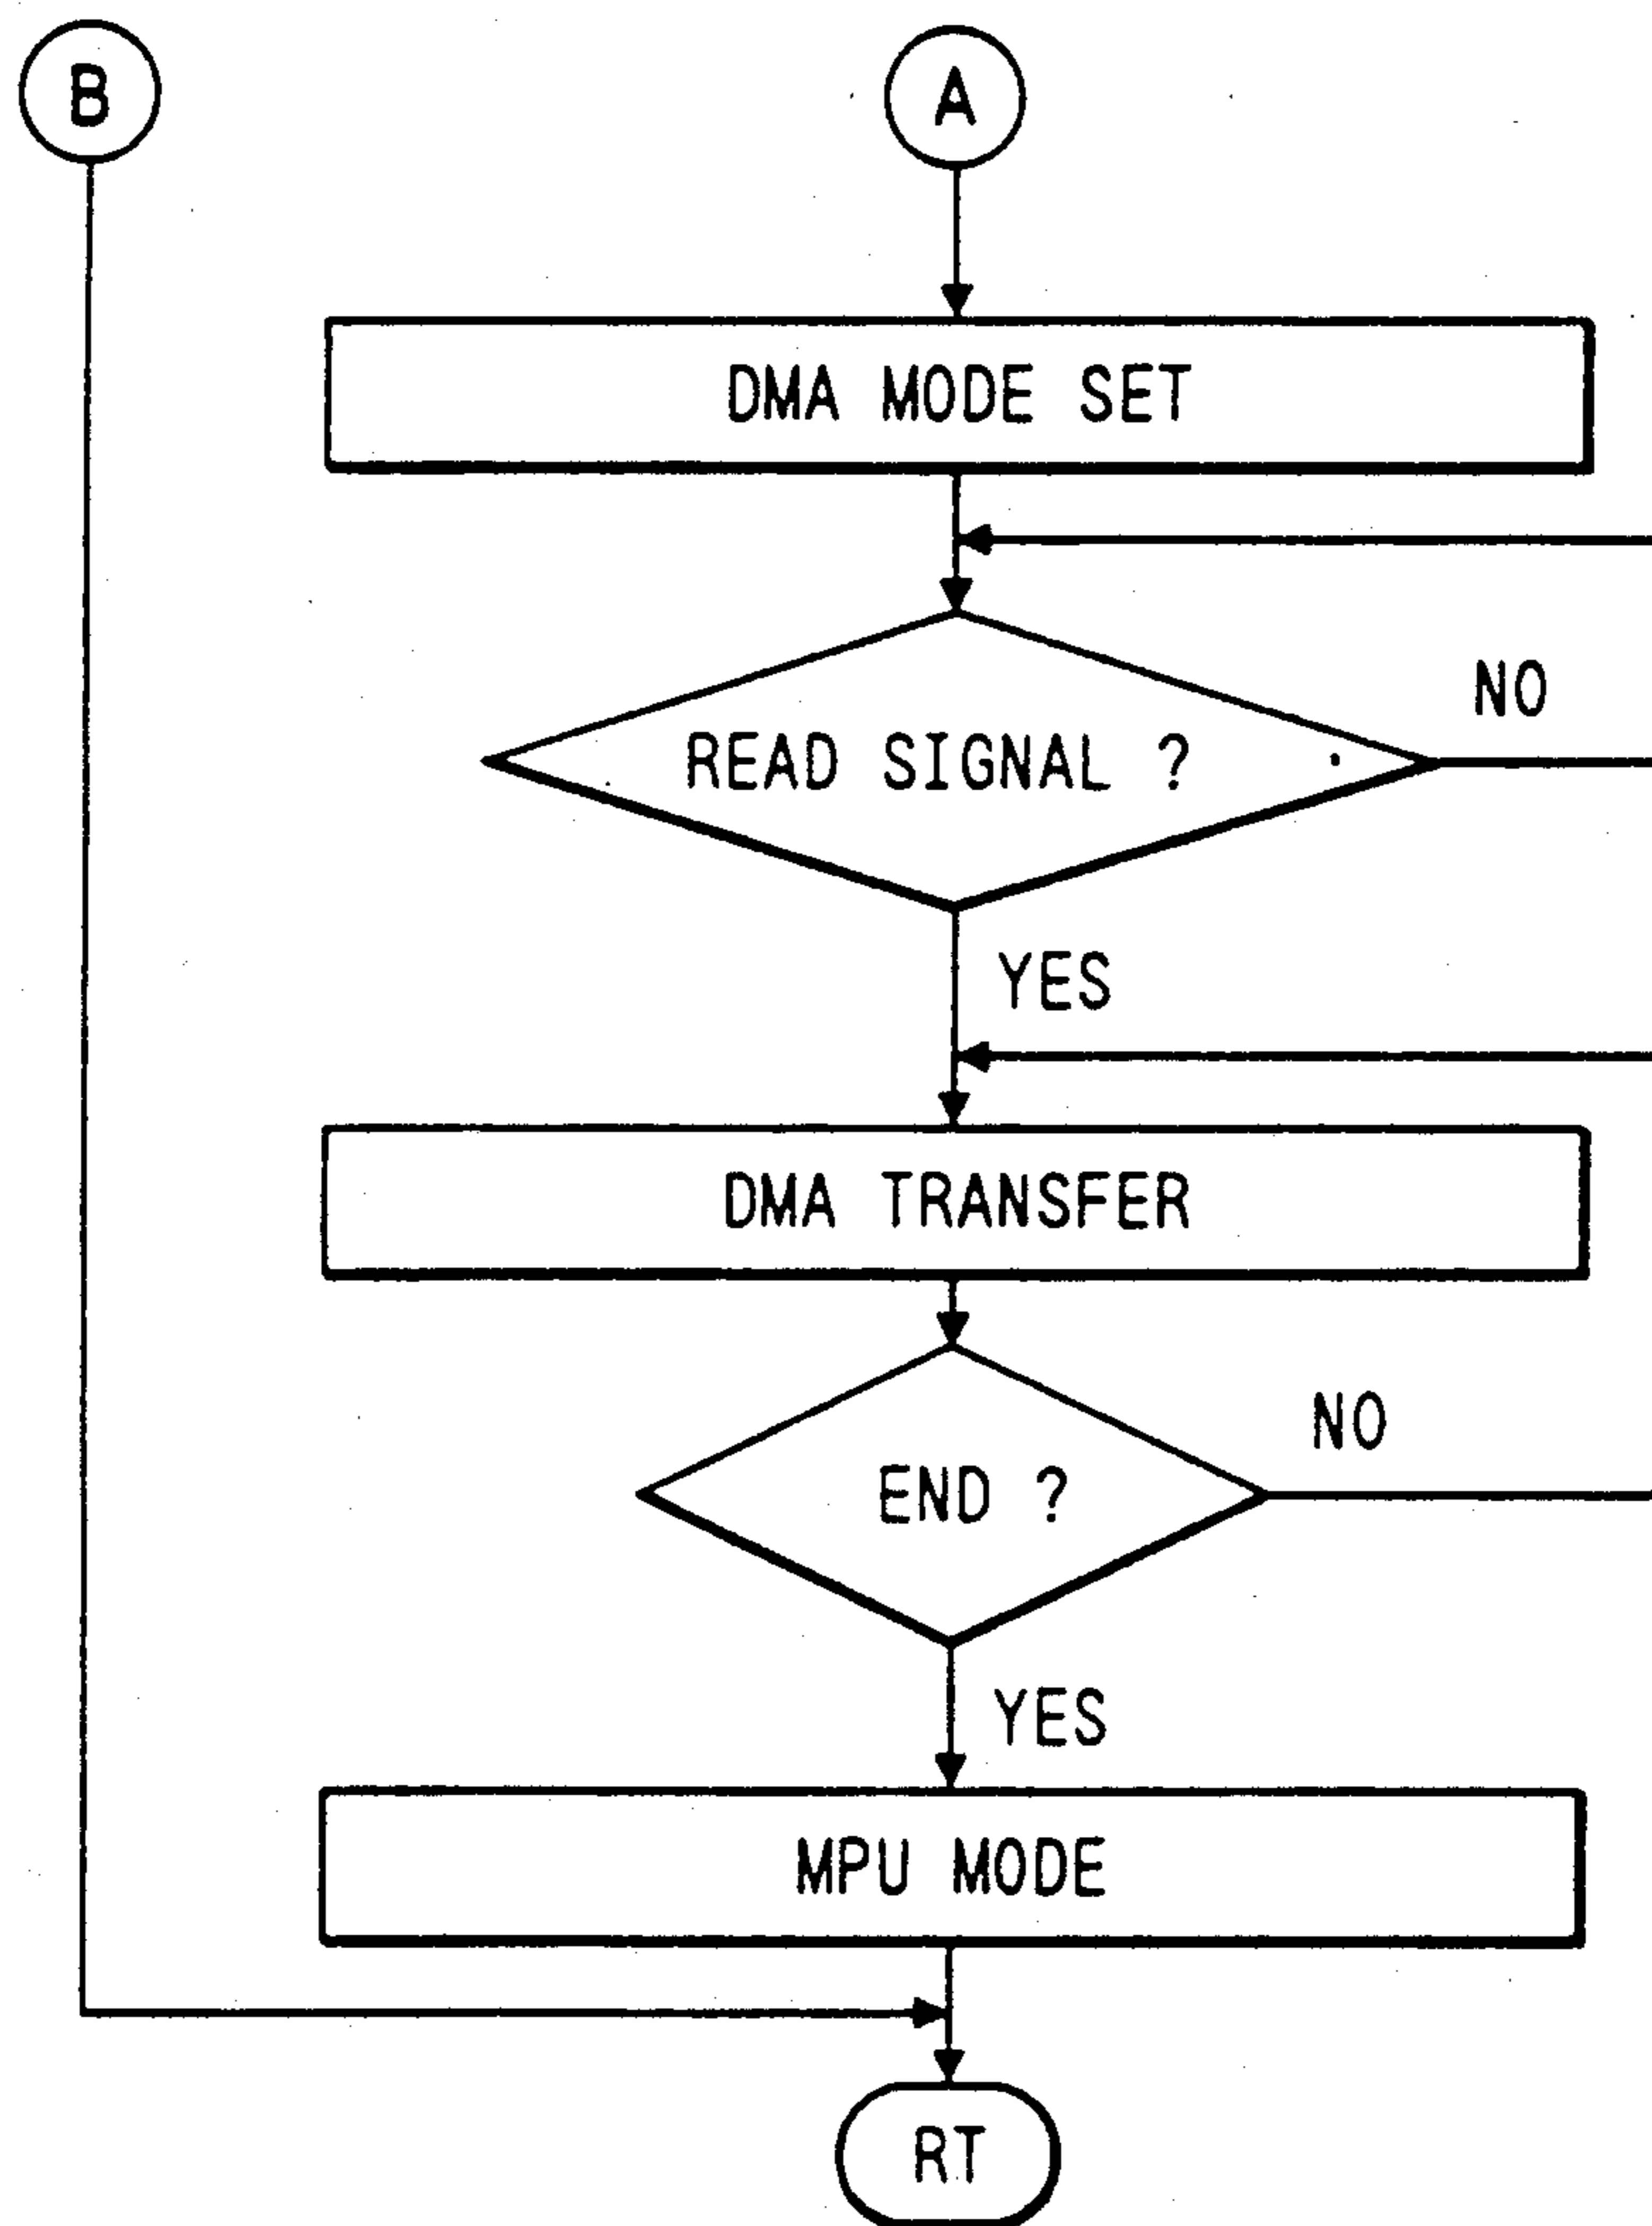 B
A
DMA MODE SET
READ SIGNAL ?
NO
YES
DMA TRANSFER
END ?
NO
YES
MPU MODE
RT